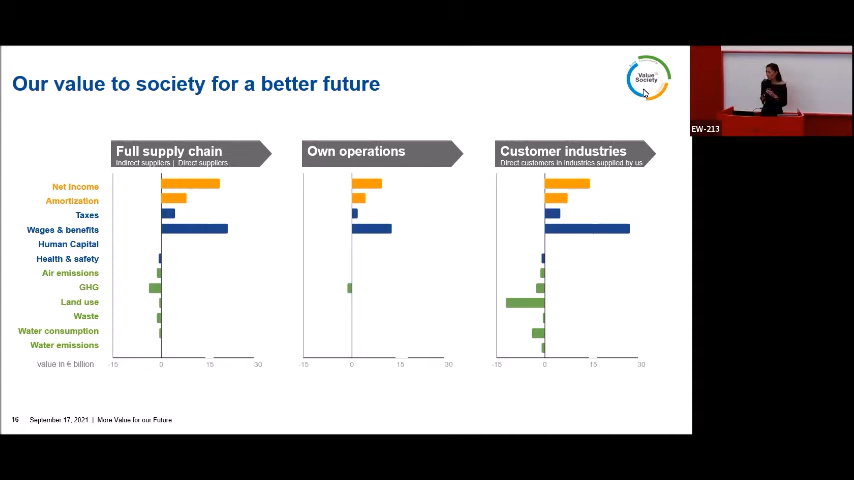 Our value to society for a better future
Value
to
Society
EW-213
Full supply chain
Indirect suppliers | Direct suppliers
Own operations
Customer industries
Direct customers in industries supplied by us
Net Income
Amortization
Taxes
Wages & benefits
Human Capital
Health & safety
Air emissions
GHG
Land use
Waste
Water consumption
Water emissions
value in € billion
-15 0 15 30
-15 0 15 30
-15 0 15 30
16 September 17, 2021 | More Value for our Future